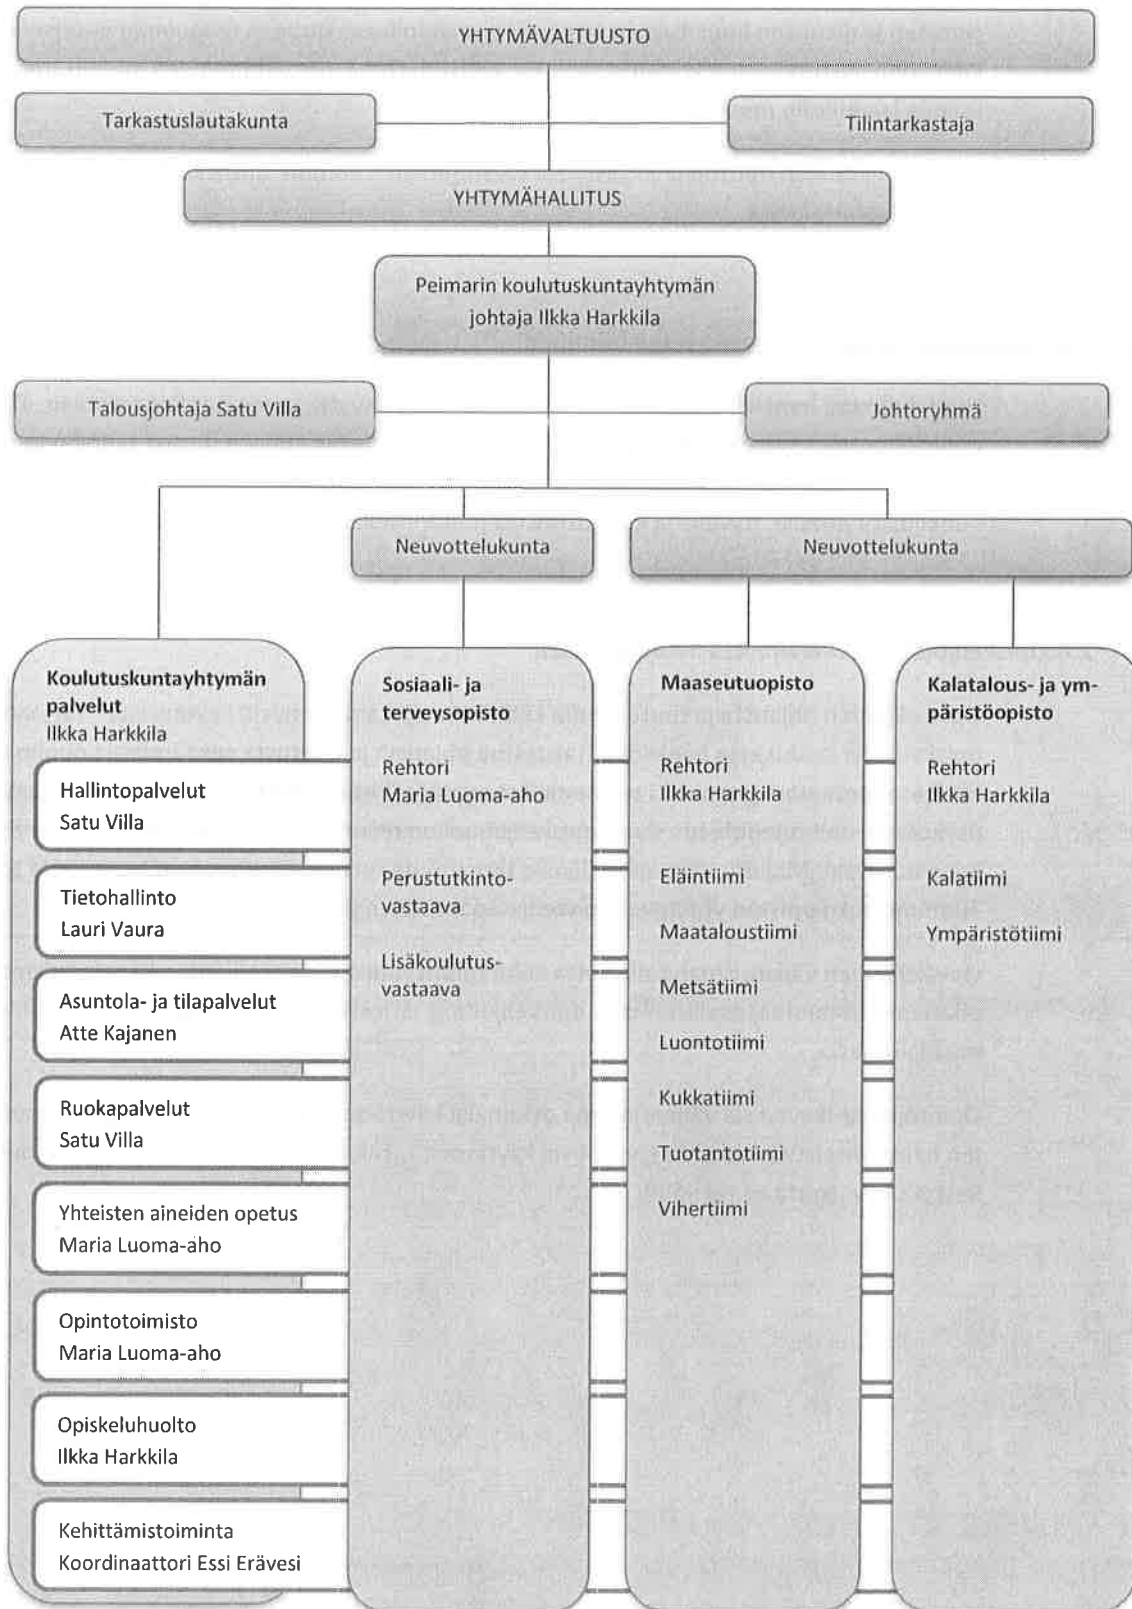 YHTYMÄVALTUUSTO
Tarkastuslautakunta
Tilintarkastaja
YHTYMÄHALLITUS
Peimarin koulutuskuntayhtymän
johtaja Ilkka Harkkila
Talousjohtaja Satu Villa
Johtoryhmä
Neuvottelukunta
Neuvottelukunta
Koulutuskuntayhtymän
palvelut
Ilkka Harkkila
Hallintopalvelut
Satu Villa
Tietohallinto
Lauri Vaura
Asuntola- ja tilapalvelut
Atte Kajanen
Ruokapalvelut
Satu Villa
Yhteisten aineiden opetus
Maria Luoma-aho
Opintotoimisto
Maria Luoma-aho
Opiskeluhuolto
Ilkka Harkkila
Kehittämistoiminta
Koordinaattori Essi Erävesi
Sosiaali- ja
terveysopisto
Rehtori
Maria Luoma-aho
Perustutkinto-
vastaava
Lisäkoulutus-
vastaava
Maaseutuopisto
Rehtori
Ilkka Harkkila
Eläintiimi
Maataloustiimi
Metsätiimi
Luontotiimi
Kukkatiimi
Tuotantotiimi
Vihertiimi
Kalatalous- ja ym-
päristöopisto
Rehtori
Ilkka Harkkila
Kalatiimi
Ympäristötiimi